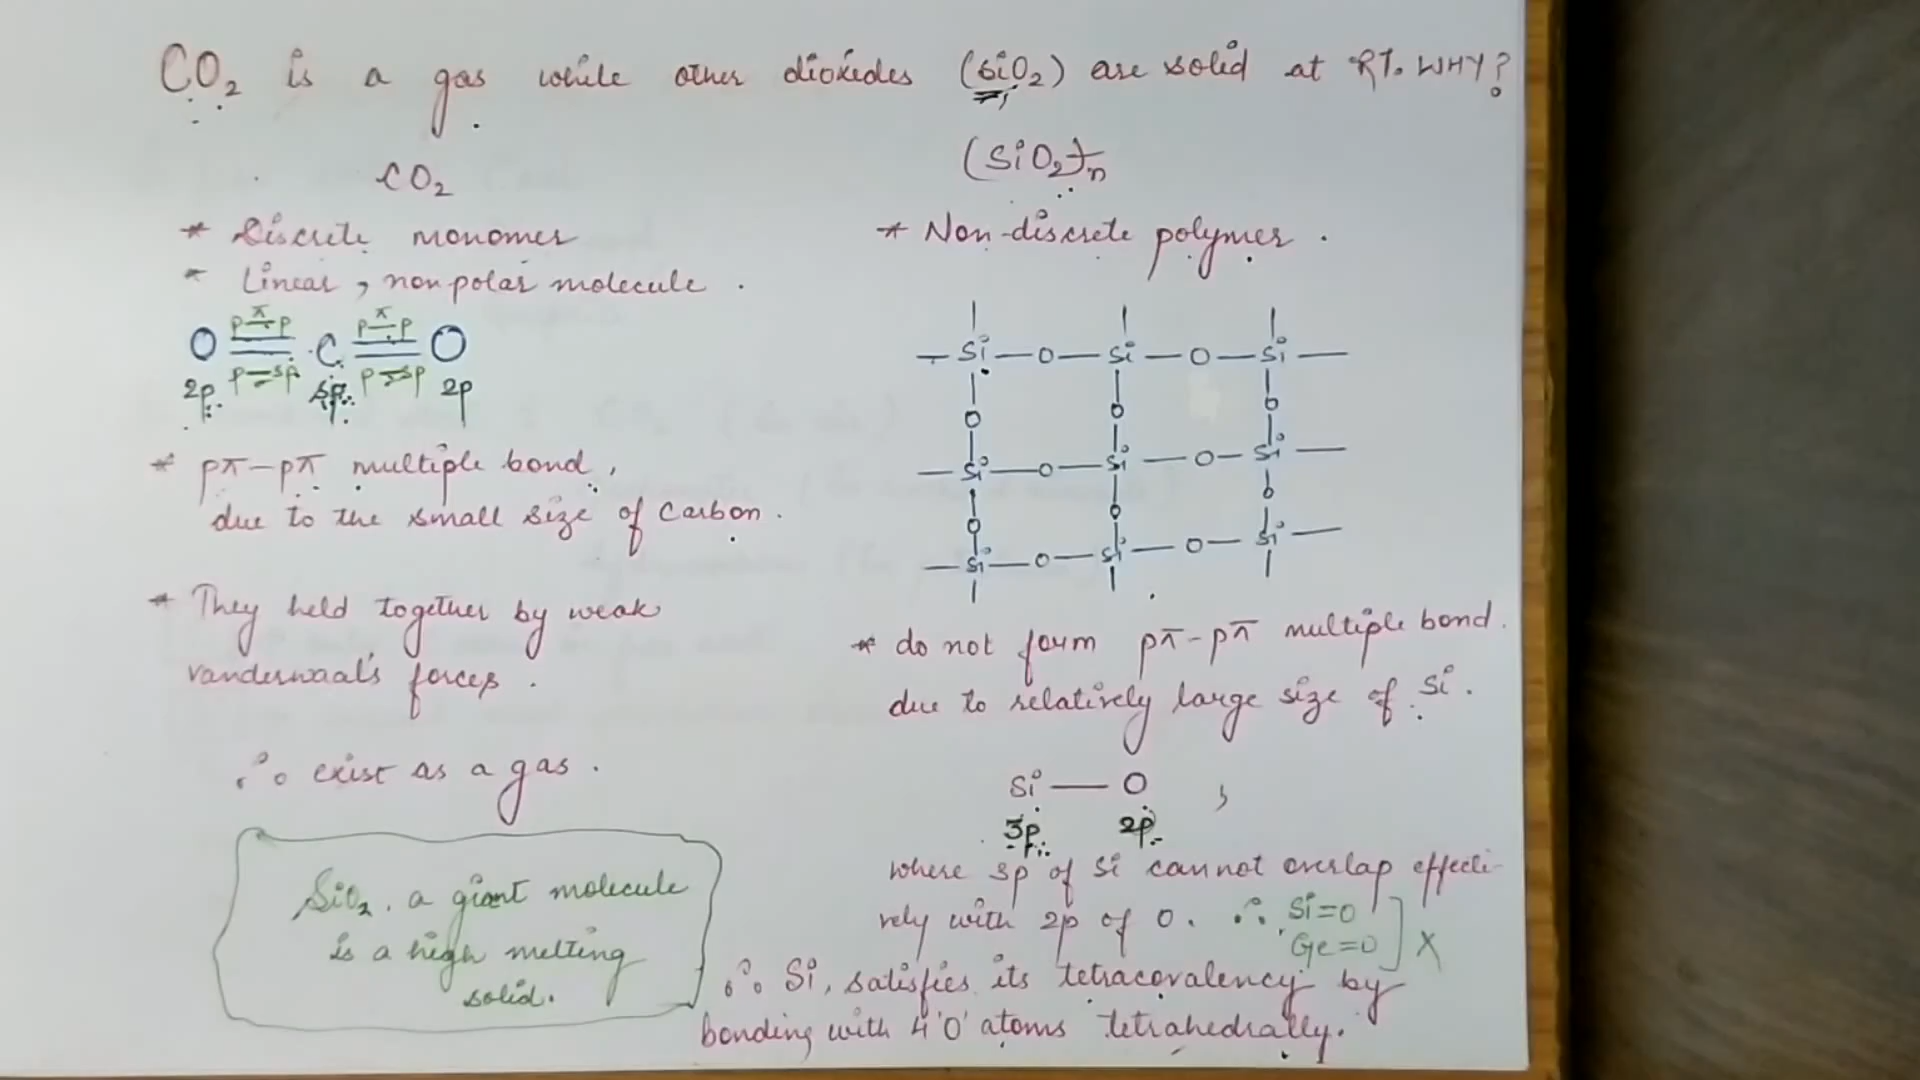 CO2 is a gas while other dioxides (SiO2) are solid at RT. WHY?
CO2
* Discrete monomer
* Linear, non polar molecule.
π π
p–p p–p
O = C = O
p–sp p–sp
2p sp 2p
* pπ–pπ multiple bond,
due to the small size of Carbon.
* They held together by weak
vanderwaal's forces.
∴ exist as a gas.
SiO2, a giant molecule
is a high melting
solid.
(SiO2)n
* Non-discrete polymer.
— Si — O — Si — O — Si —
O O O
— Si — O — Si — O — Si —
O O O
— Si — O — Si — O — Si —
* do not form pπ–pπ multiple bond.
due to relatively large size of Si.
Si — O ,
3p 2p
where 3p of Si cannot overlap effecti-
vely with 2p of O. ∴ Si=O
Ge=O ] X
∴ Si, satisfies its tetracovalency by
bonding with 4 'O' atoms tetrahedrally.